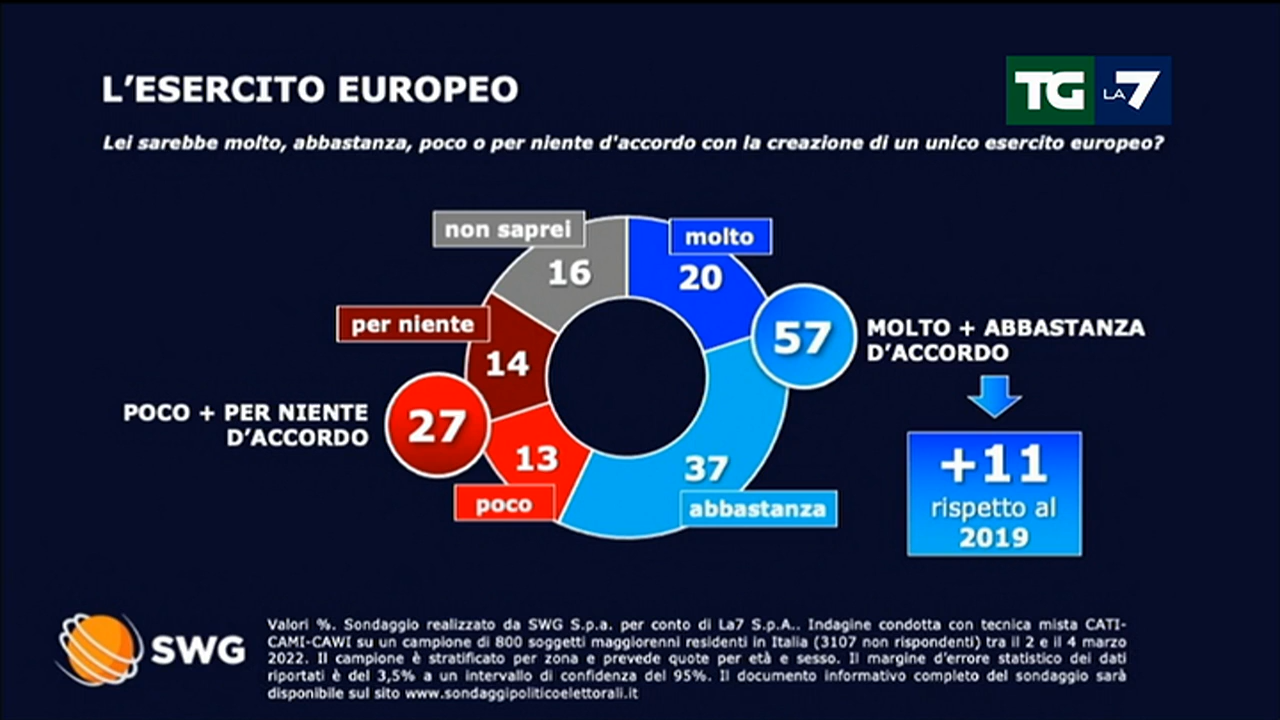 L'ESERCITO EUROPEO
TG LA7
Lei sarebbe molto, abbastanza, poco o per niente d'accordo con la creazione di un unico esercito europeo?
non saprei
16
molto
20
per niente
14
57
MOLTO + ABBASTANZA
D'ACCORDO
POCO + PER NIENTE
D'ACCORDO
27
13
poco
37
abbastanza
+11
rispetto al
2019
SWG
Valori %. Sondaggio realizzato da SWG S.p.a. per conto di La7 S.p.A.. Indagine condotta con tecnica mista CATI-
CAMI-CAWI su un campione di 800 soggetti maggiorenni residenti in Italia (3107 non rispondenti) tra il 2 e il 4 marzo
2022. Il campione è stratificato per zona e prevede quote per età e sesso. Il margine d'errore statistico dei dati
riportati è del 3,5% a un intervallo di confidenza del 95%. Il documento informativo completo del sondaggio sarà
disponibile sul sito www.sondaggipoliticoelettorali.it